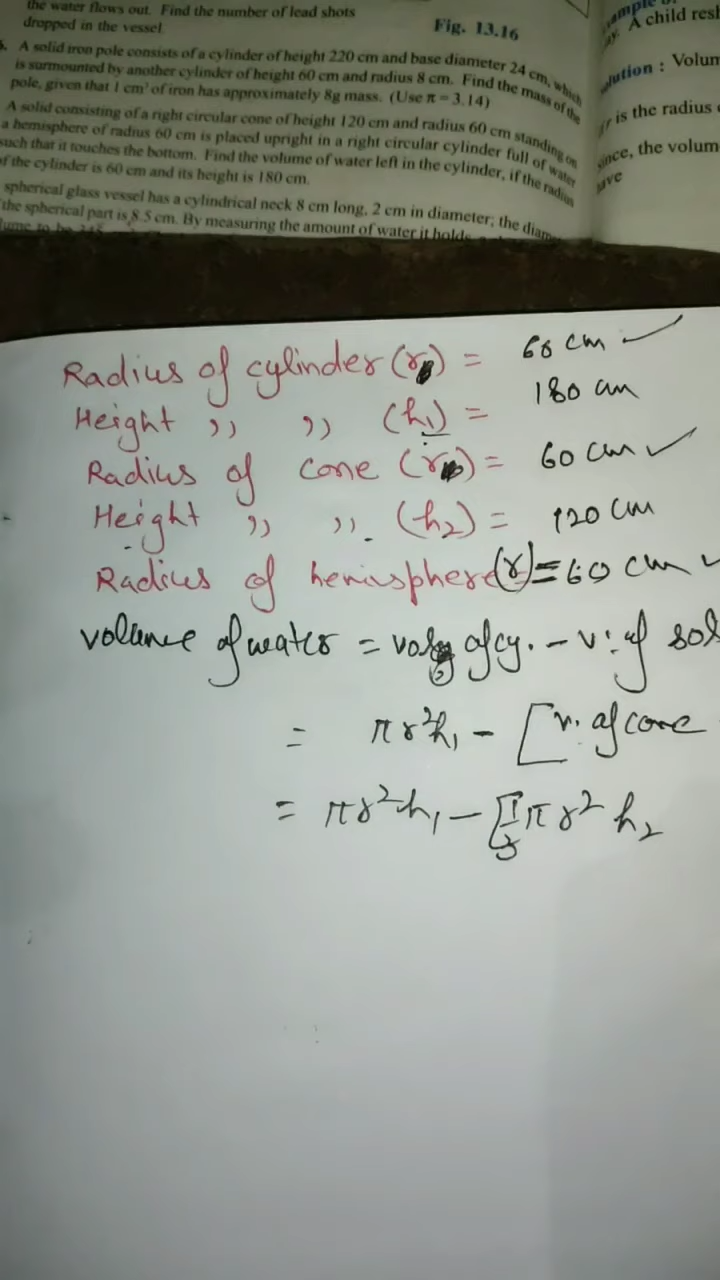 the water flows out. Find the number of lead shots
dropped in the vessel.
Fig. 13.16
A solid iron pole consists of a cylinder of height 220 cm and base diameter 24 cm, which
is surmounted by another cylinder of height 60 cm and radius 8 cm. Find the mass of the
pole, given that 1 cm³ of iron has approximately 8g mass. (Use π = 3.14)
A solid consisting of a right circular cone of height 120 cm and radius 60 cm standing on
a hemisphere of radius 60 cm is placed upright in a right circular cylinder full of water
such that it touches the bottom. Find the volume of water left in the cylinder, if the radius
of the cylinder is 60 cm and its height is 180 cm.
spherical glass vessel has a cylindrical neck 8 cm long, 2 cm in diameter; the diam
the spherical part is 8.5 cm. By measuring the amount of water it holds
A child resh
olution : Volum
r is the radius
ince, the volum
ave
Radius of cylinder (r) = 60 cm ✓
Height ,, ,, (h₁) = 180 cm
Radius of cone (r) = 60 cm ✓
Height ,, ,, (h₂) = 120 cm
Radius of hemisphere (r) = 60 cm ✓
volume of water = vol of cy. - v. of sol
= πr²h₁ - [v. of cone
= πr²h₁ - [1/3 πr² h₂